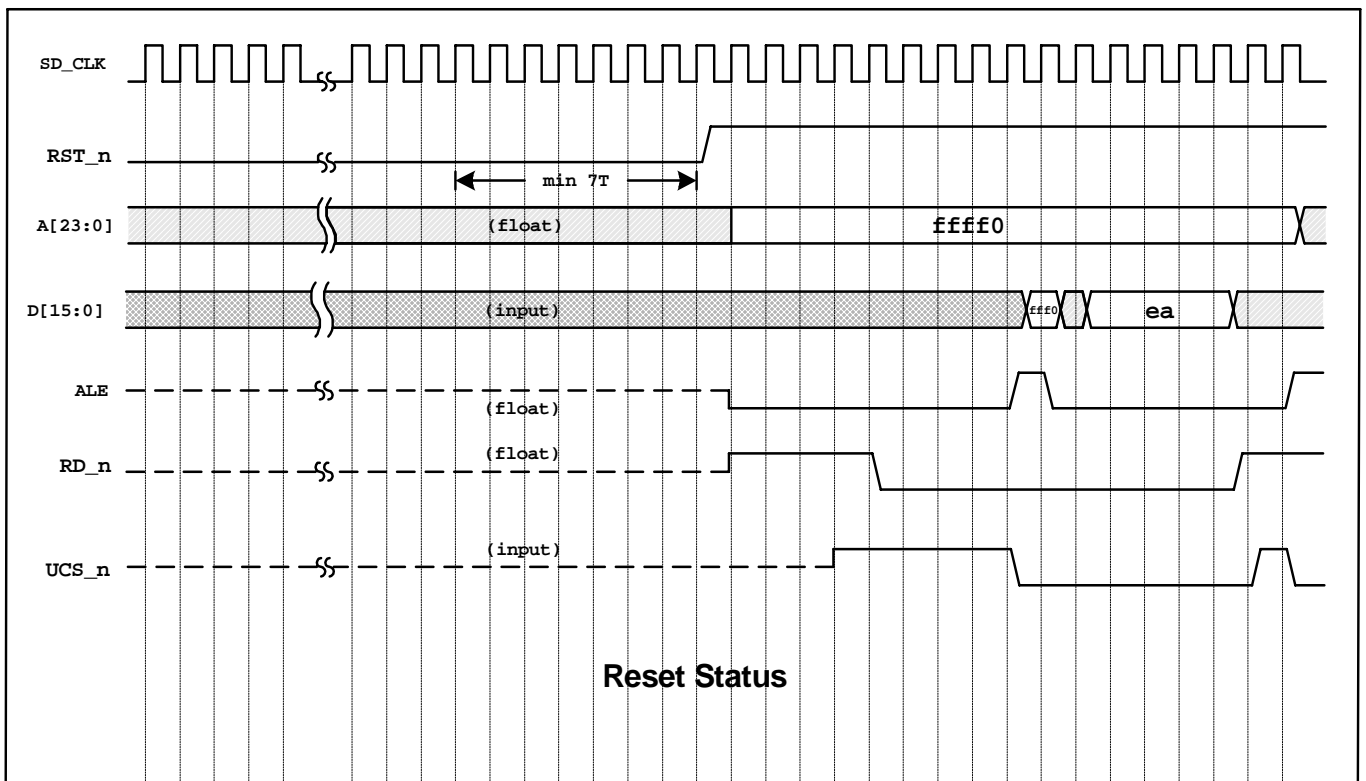 SD_CLK
RST_n
min 7T
A[23:0]
(float)
ffff0
D[15:0]
(input)
fff0
ea
ALE
(float)
RD_n
(float)
UCS_n
(input)
Reset Status